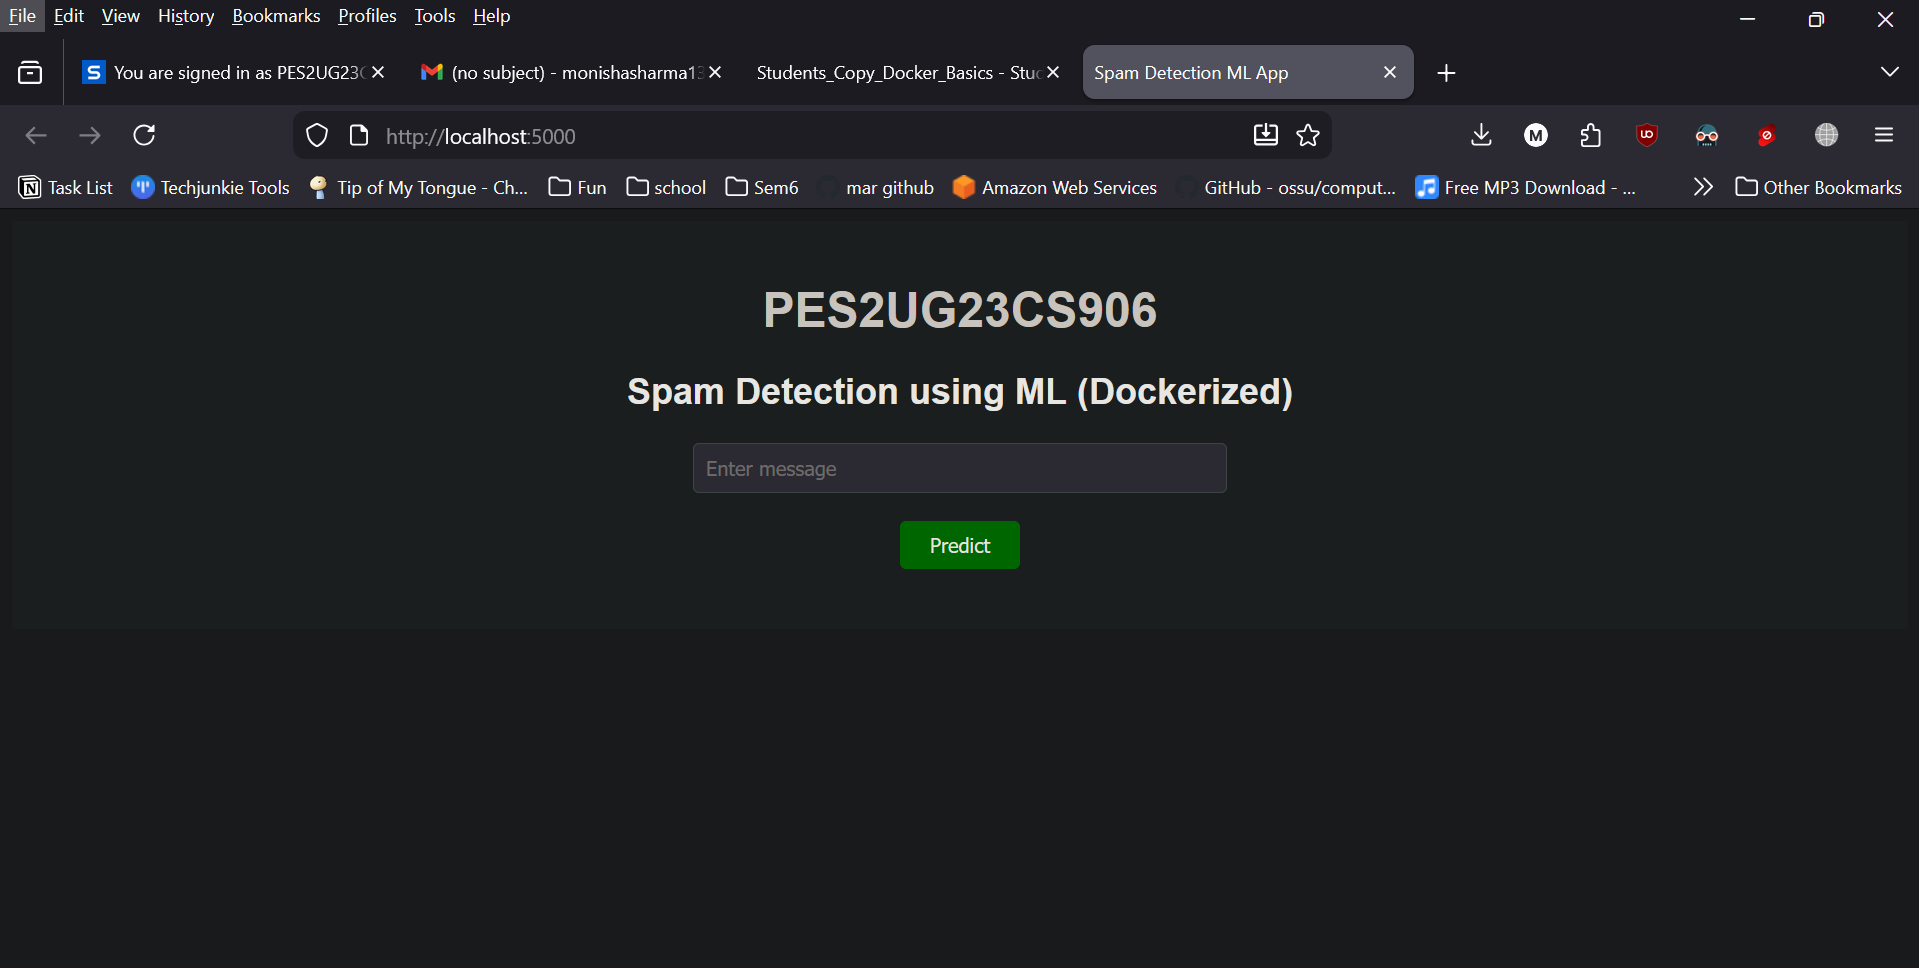 File Edit View History Bookmarks Profiles Tools Help
You are signed in as PES2UG23 (no subject) - monishasharma1 Students_Copy_Docker_Basics - Stu Spam Detection ML App
http://localhost:5000
Task List Techjunkie Tools Tip of My Tongue - Ch... Fun school Sem6 mar github Amazon Web Services GitHub - ossu/comput... Free MP3 Download - ... Other Bookmarks
PES2UG23CS906
Spam Detection using ML (Dockerized)
Enter message
Predict